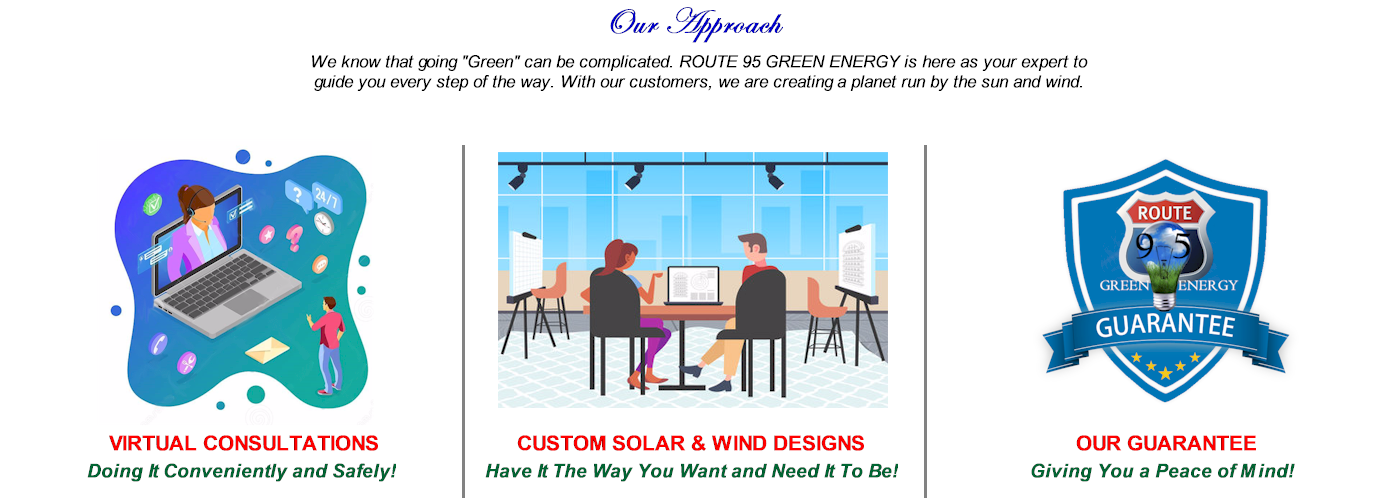 Our Approach
We know that going "Green" can be complicated. ROUTE 95 GREEN ENERGY is here as your expert to
guide you every step of the way. With our customers, we are creating a planet run by the sun and wind.
?
24/7
?
VIRTUAL CONSULTATIONS
Doing It Conveniently and Safely!
CUSTOM SOLAR & WIND DESIGNS
Have It The Way You Want and Need It To Be!
ROUTE
95
GREEN ENERGY
GUARANTEE
OUR GUARANTEE
Giving You a Peace of Mind!